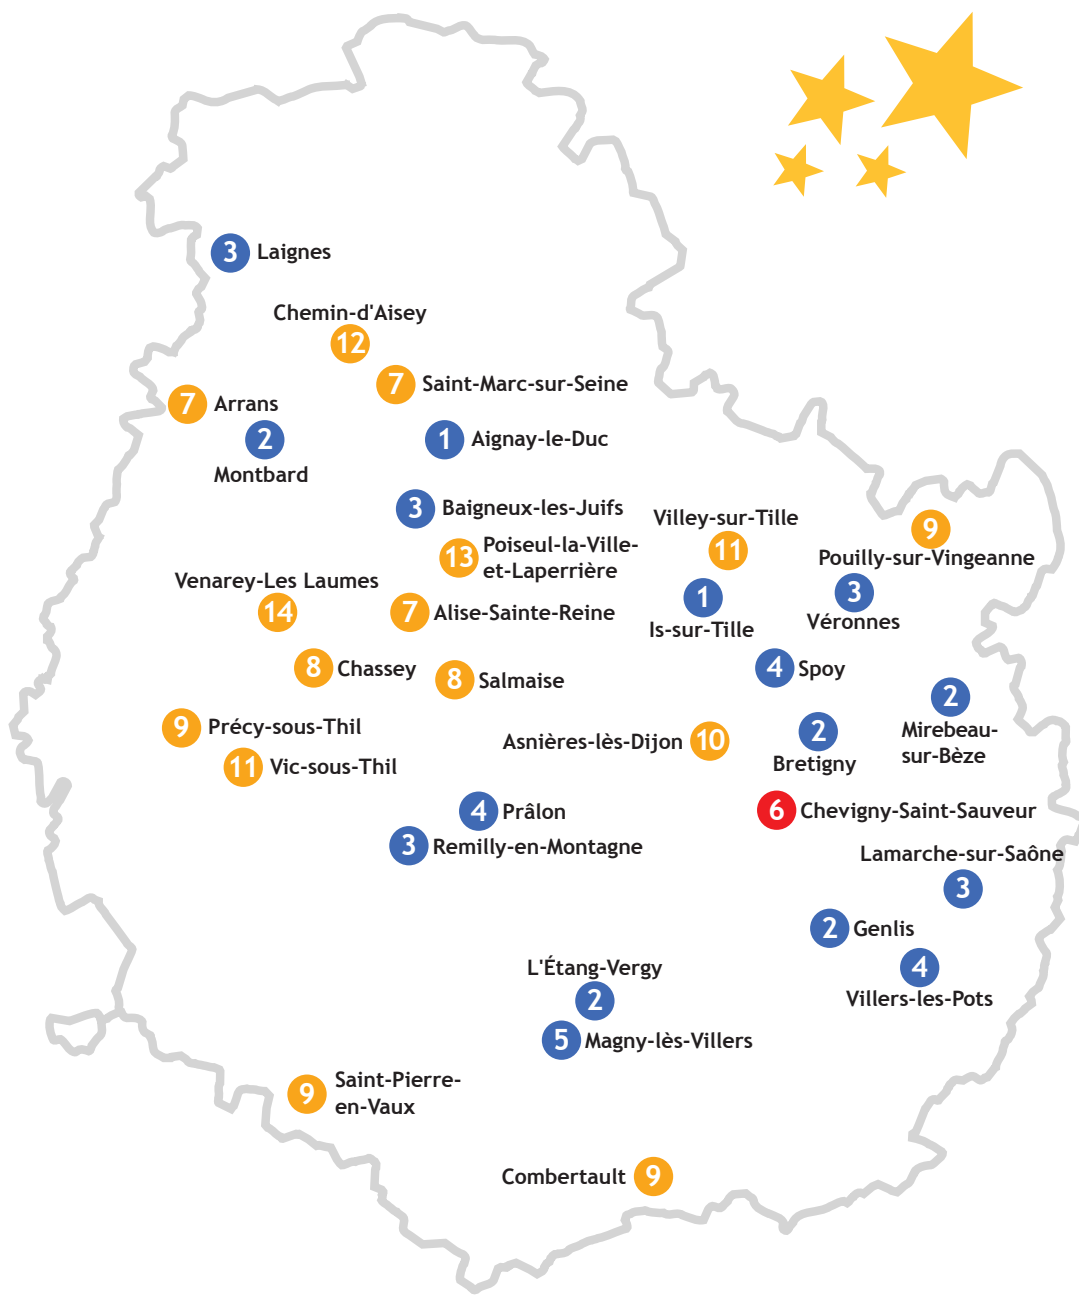 3 Laignes
Chemin-d'Aisey
12
7 Saint-Marc-sur-Seine
7 Arrans
2
Montbard
1 Aignay-le-Duc
3 Baigneux-les-Juifs
13 Poiseul-la-Ville-
et-Laperrière
Villey-sur-Tille
11
9
Pouilly-sur-Vingeanne
Venarey-Les Laumes
14
7 Alise-Sainte-Reine
1
Is-sur-Tille
3
Véronnes
8 Chassey
8 Salmaise
4 Spoy
2
Mirebeau-
sur-Bèze
9 Précy-sous-Thil
11 Vic-sous-Thil
Asnières-lès-Dijon 10
2
Bretigny
4 Prâlon
3 Remilly-en-Montagne
6 Chevigny-Saint-Sauveur
Lamarche-sur-Saône
3
2 Genlis
4
Villers-les-Pots
L'Étang-Vergy
2
5 Magny-lès-Villers
9 Saint-Pierre-
en-Vaux
Combertault 9